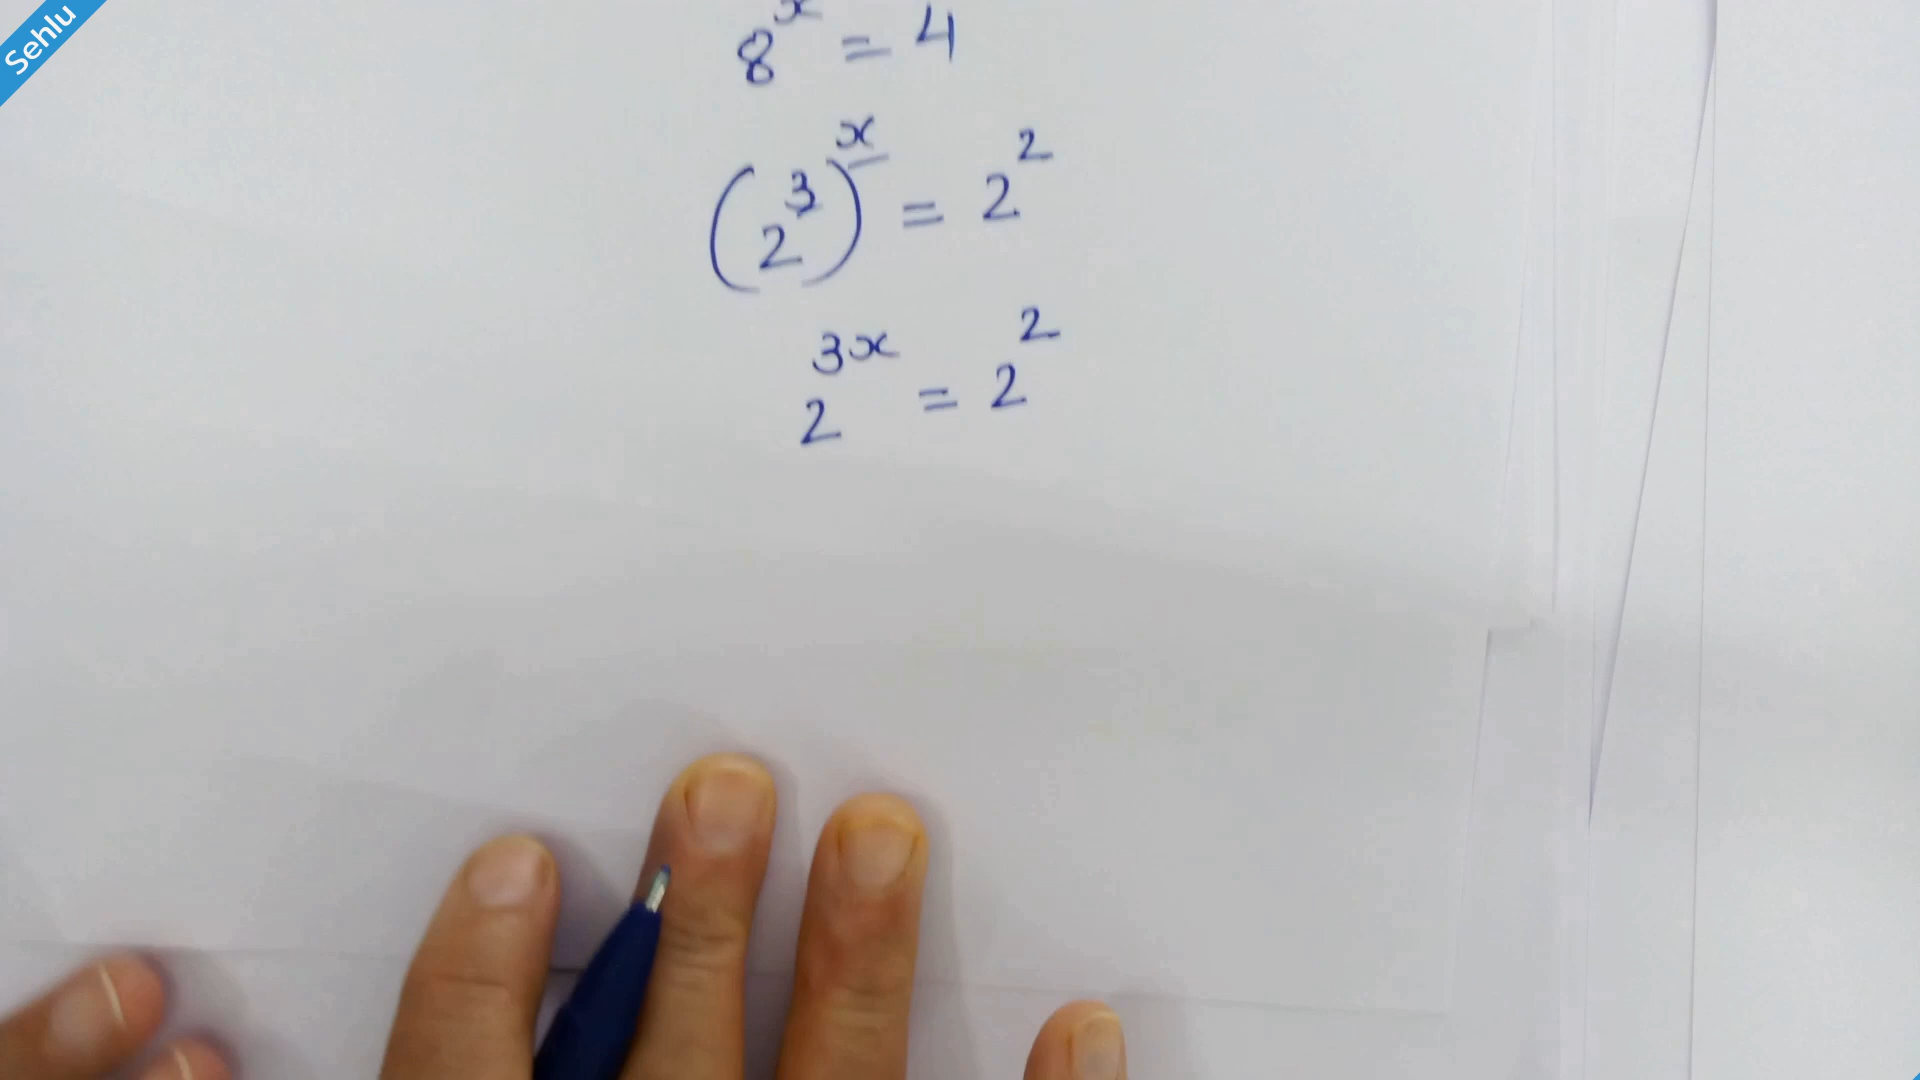 Sehlu
8^x = 4
(2^3)^x = 2^2
2^3x = 2^2